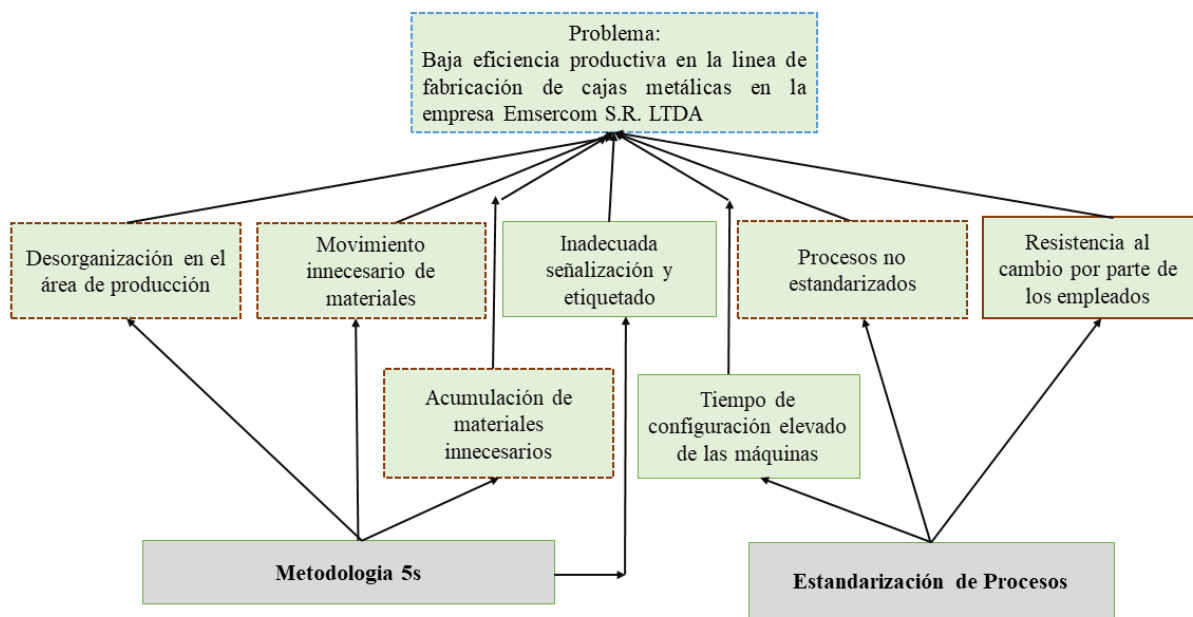 Problema:
Baja eficiencia productiva en la linea de
fabricación de cajas metálicas en la
empresa Emsercom S.R. LTDA
Desorganización en el
área de producción
Movimiento
innecesario de
materiales
Inadecuada
señalización y
etiquetado
Procesos no
estandarizados
Resistencia al
cambio por parte de
los empleados
Acumulación de
materiales
innecesarios
Tiempo de
configuración elevado
de las máquinas
Metodologia 5s
Estandarización de Procesos